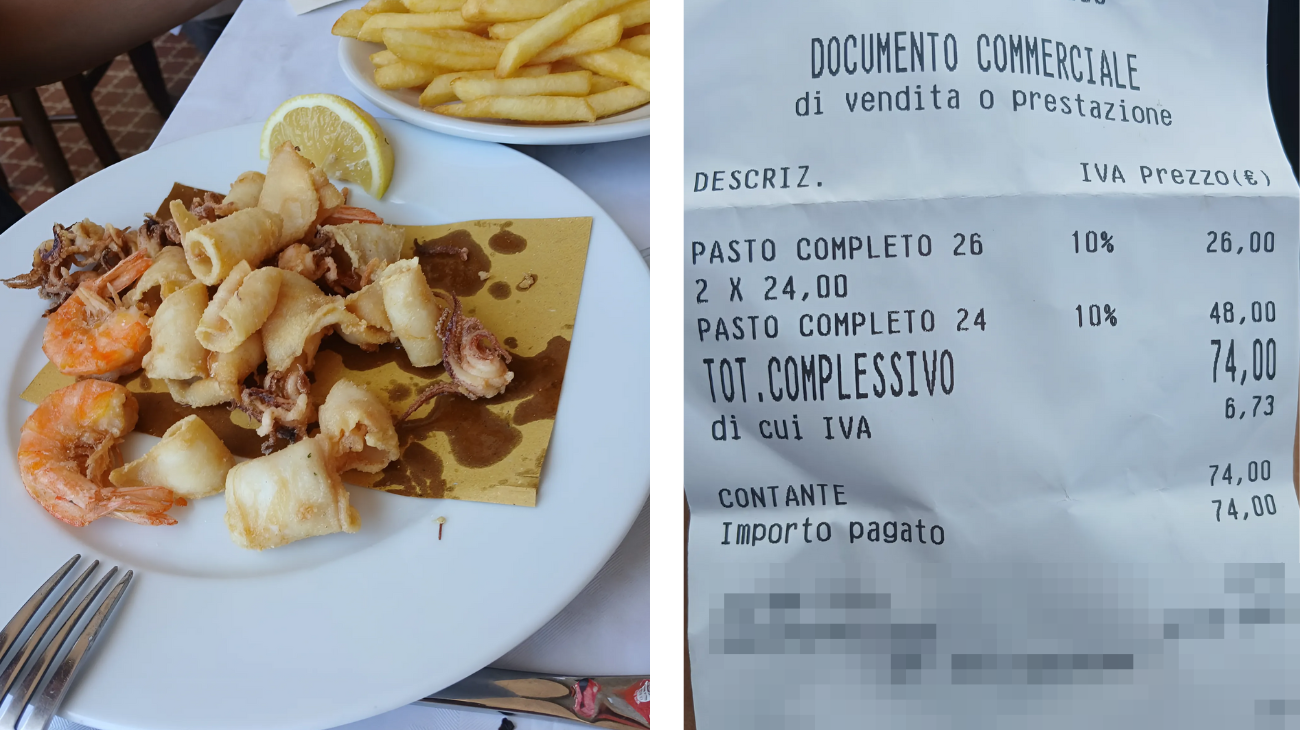 DOCUMENTO COMMERCIALE
di vendita o prestazione
DESCRIZ. IVA Prezzo(€)
PASTO COMPLETO 26 10% 26,00
2 X 24,00
PASTO COMPLETO 24 10% 48,00
TOT.COMPLESSIVO 74,00
di cui IVA 6,73
CONTANTE 74,00
Importo pagato 74,00